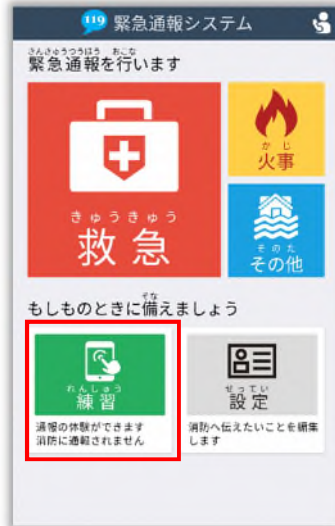 119 緊急通報システム
きんきゅうつうほう おこな
緊急通報を行います
きゅうきゅう
救急
かじ
火事
そのた
その他
そな
もしものときに備えましょう
れんしゅう
練習
通報の体験ができます
消防に通報されません
せってい
設定
消防へ伝えたいことを編集
します